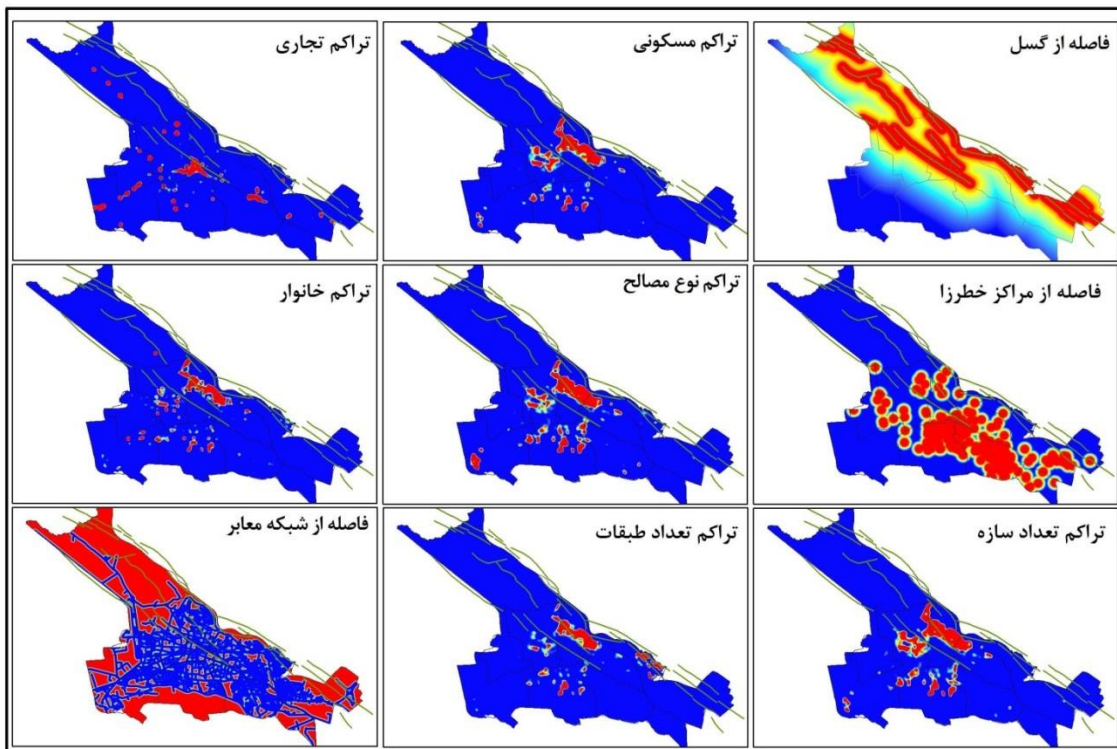 فاصله از گسل
تراکم مسکونی
تراکم تجاری
فاصله از مراکز خطرزا
تراکم نوع مصالح
تراکم خانوار
تراکم تعداد سازه
تراکم تعداد طبقات
فاصله از شبکه معابر